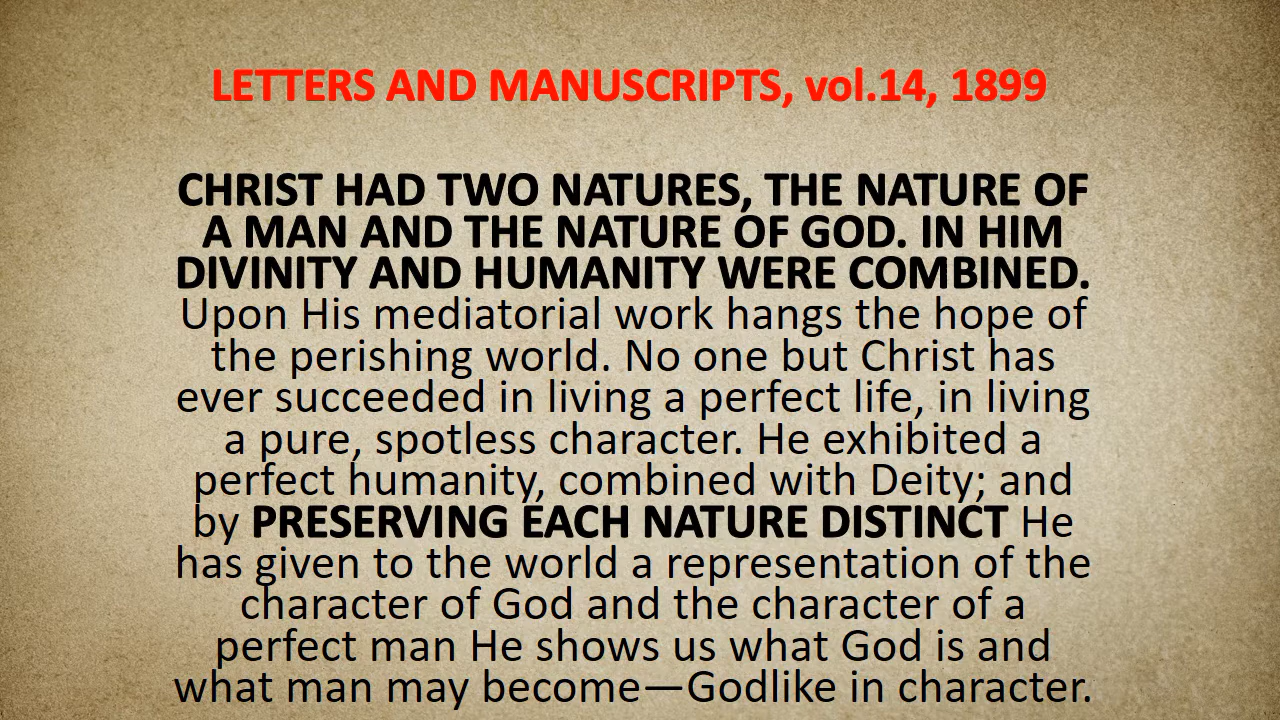 LETTERS AND MANUSCRIPTS, vol.14, 1899
CHRIST HAD TWO NATURES, THE NATURE OF
A MAN AND THE NATURE OF GOD. IN HIM
DIVINITY AND HUMANITY WERE COMBINED.
Upon His mediatorial work hangs the hope of
the perishing world. No one but Christ has
ever succeeded in living a perfect life, in living
a pure, spotless character. He exhibited a
perfect humanity, combined with Deity; and
by PRESERVING EACH NATURE DISTINCT He
has given to the world a representation of the
character of God and the character of a
perfect man He shows us what God is and
what man may become—Godlike in character.